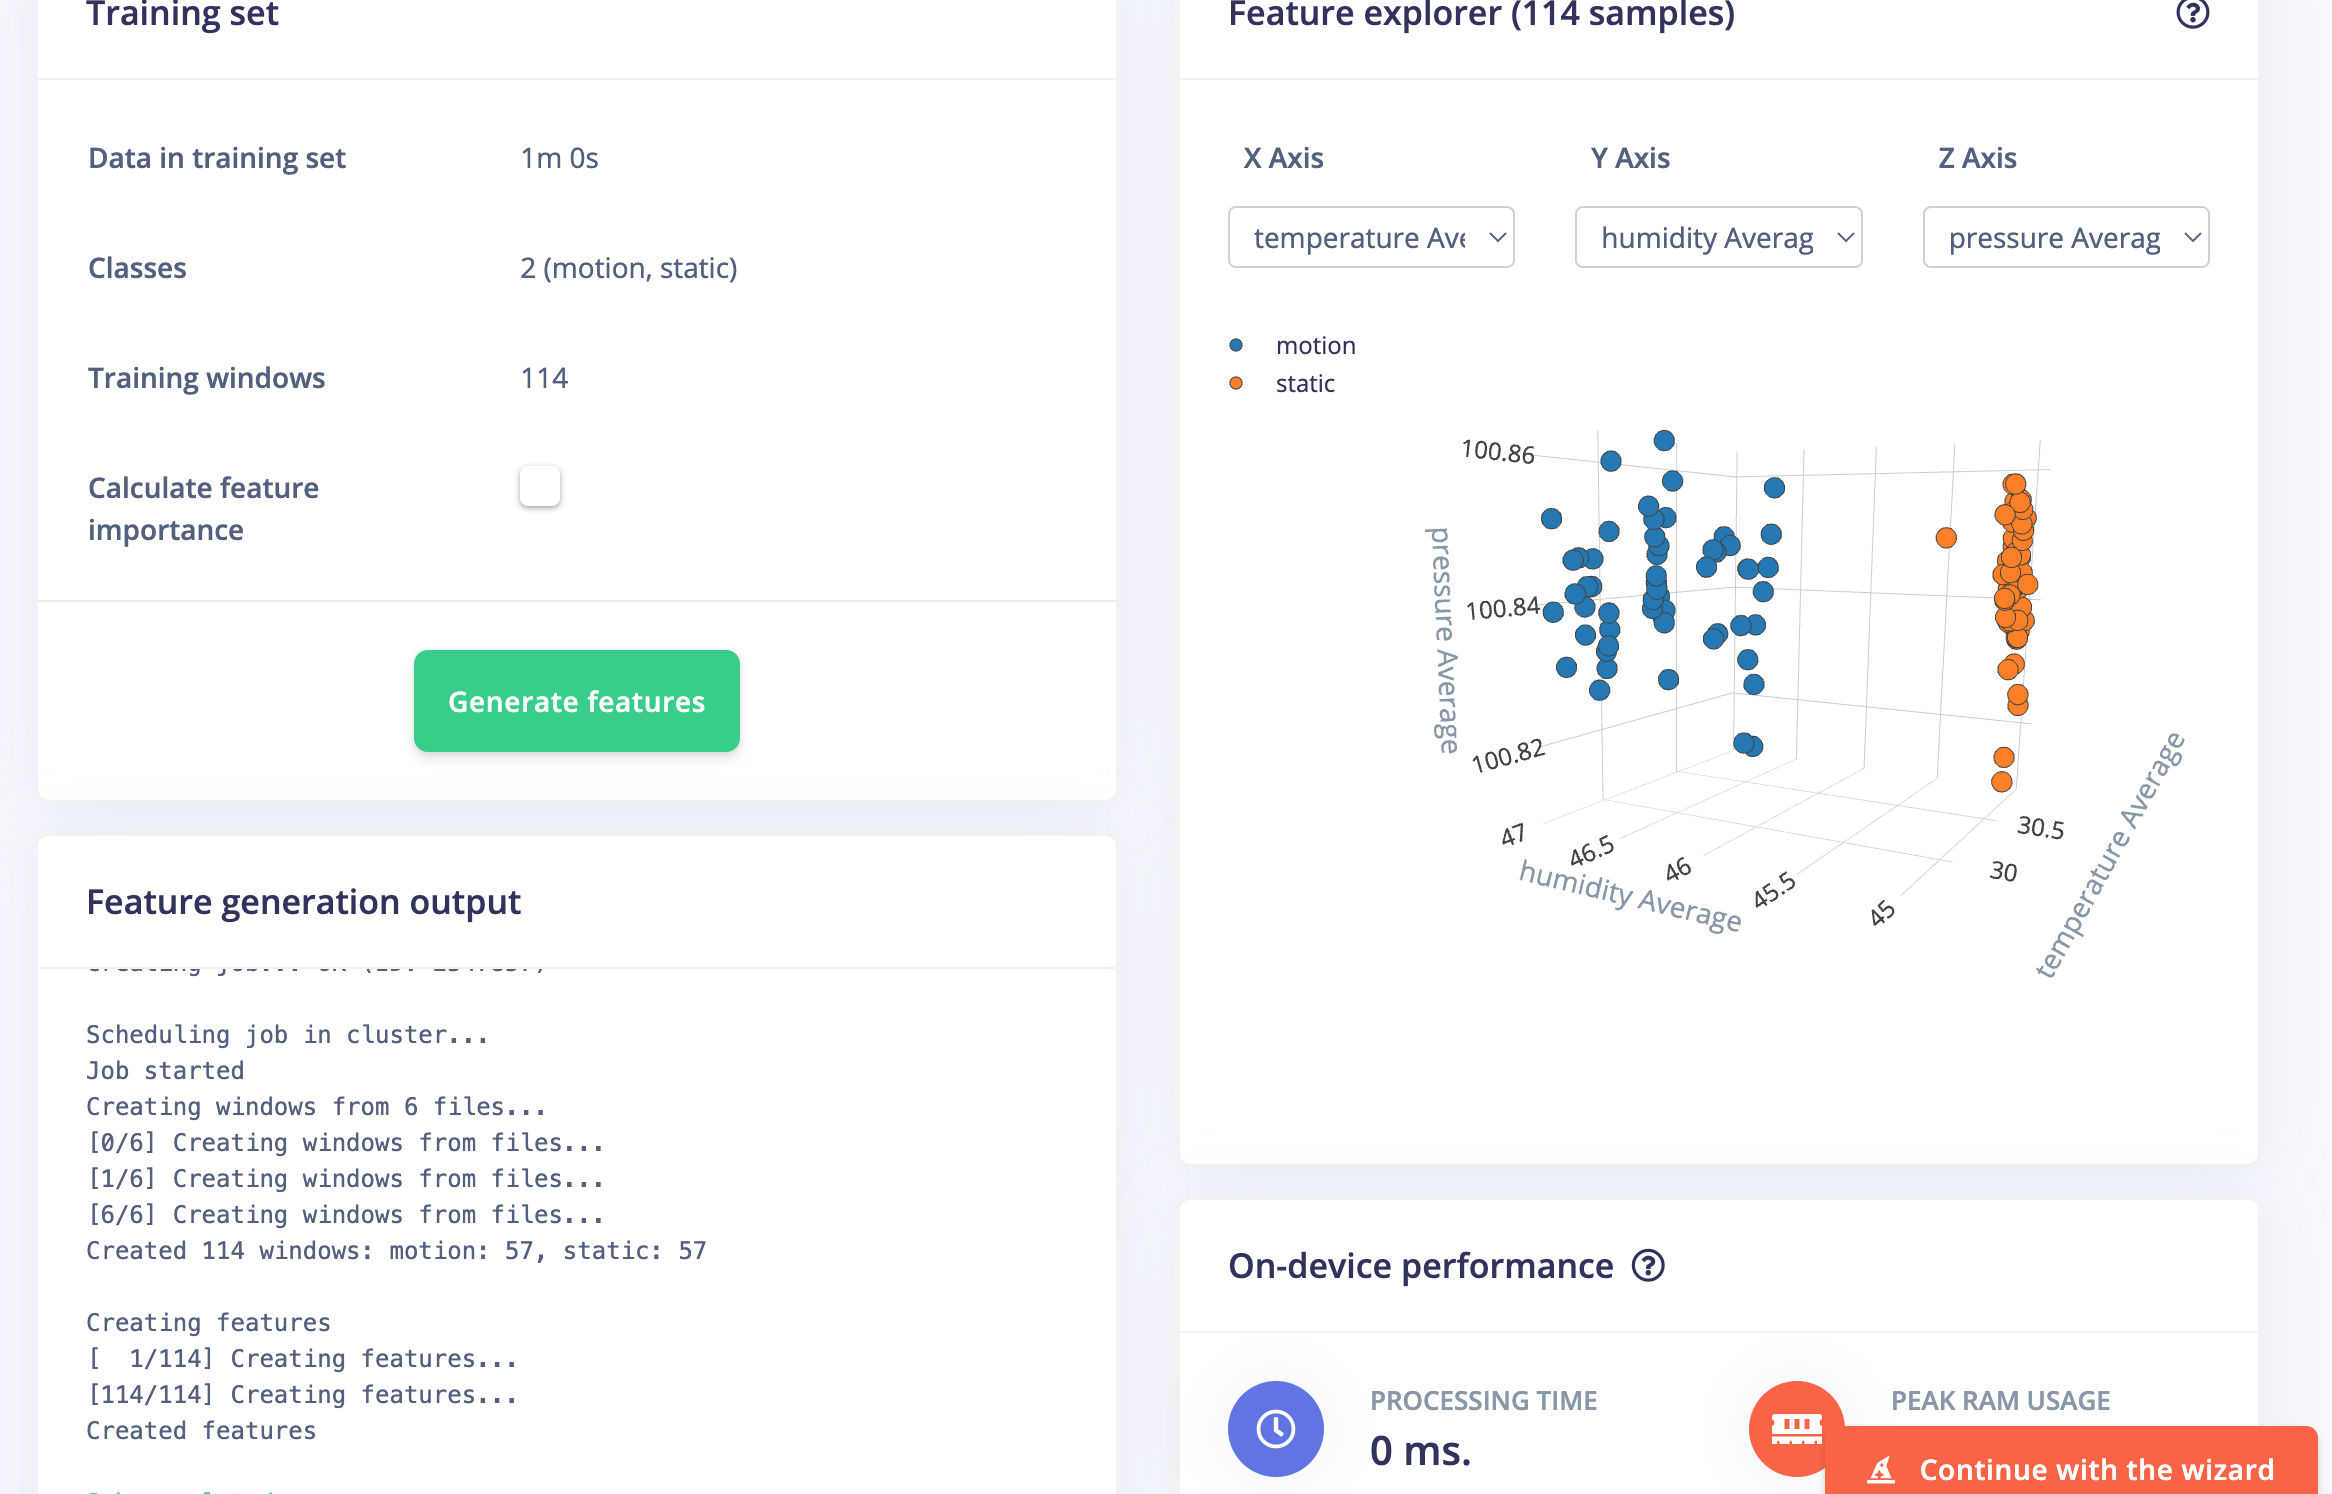 Training set
Data in training set 1m 0s
Classes 2 (motion, static)
Training windows 114
Calculate feature
importance
Generate features
Feature generation output
Scheduling job in cluster...
Job started
Creating windows from 6 files...
[0/6] Creating windows from files...
[1/6] Creating windows from files...
[6/6] Creating windows from files...
Created 114 windows: motion: 57, static: 57
Creating features
[  1/114] Creating features...
[114/114] Creating features...
Created features
Feature explorer (114 samples)
X Axis Y Axis Z Axis
temperature Ave humidity Averag pressure Averag
motion
static
100.86
100.84
100.82
pressure Average
47
46.5
46
45.5
45
humidity Average
30.5
30
temperature Average
On-device performance
PROCESSING TIME
0 ms.
PEAK RAM USAGE
Continue with the wizard